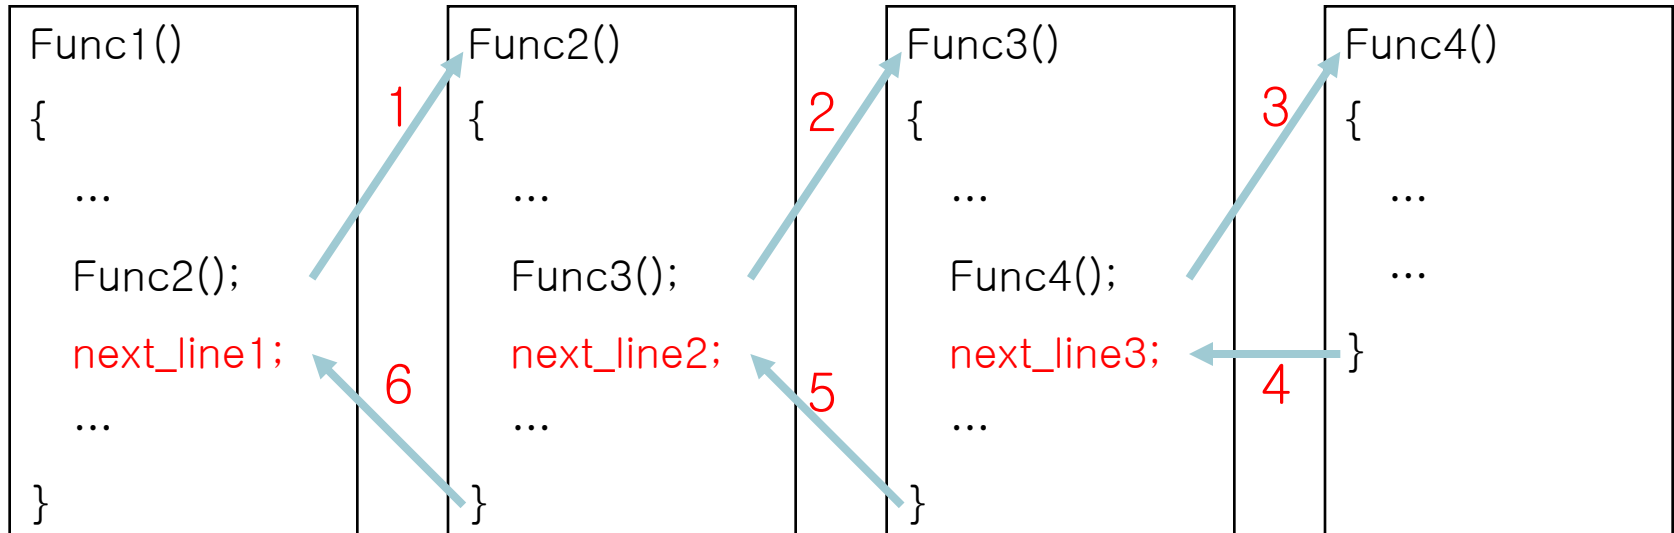 Func1()
{
...
Func2();
next_line1;
...
}
1
6
Func2()
{
...
Func3();
next_line2;
...
}
2
5
Func3()
{
...
Func4();
next_line3;
...
}
3
4
Func4()
{
...
...
}